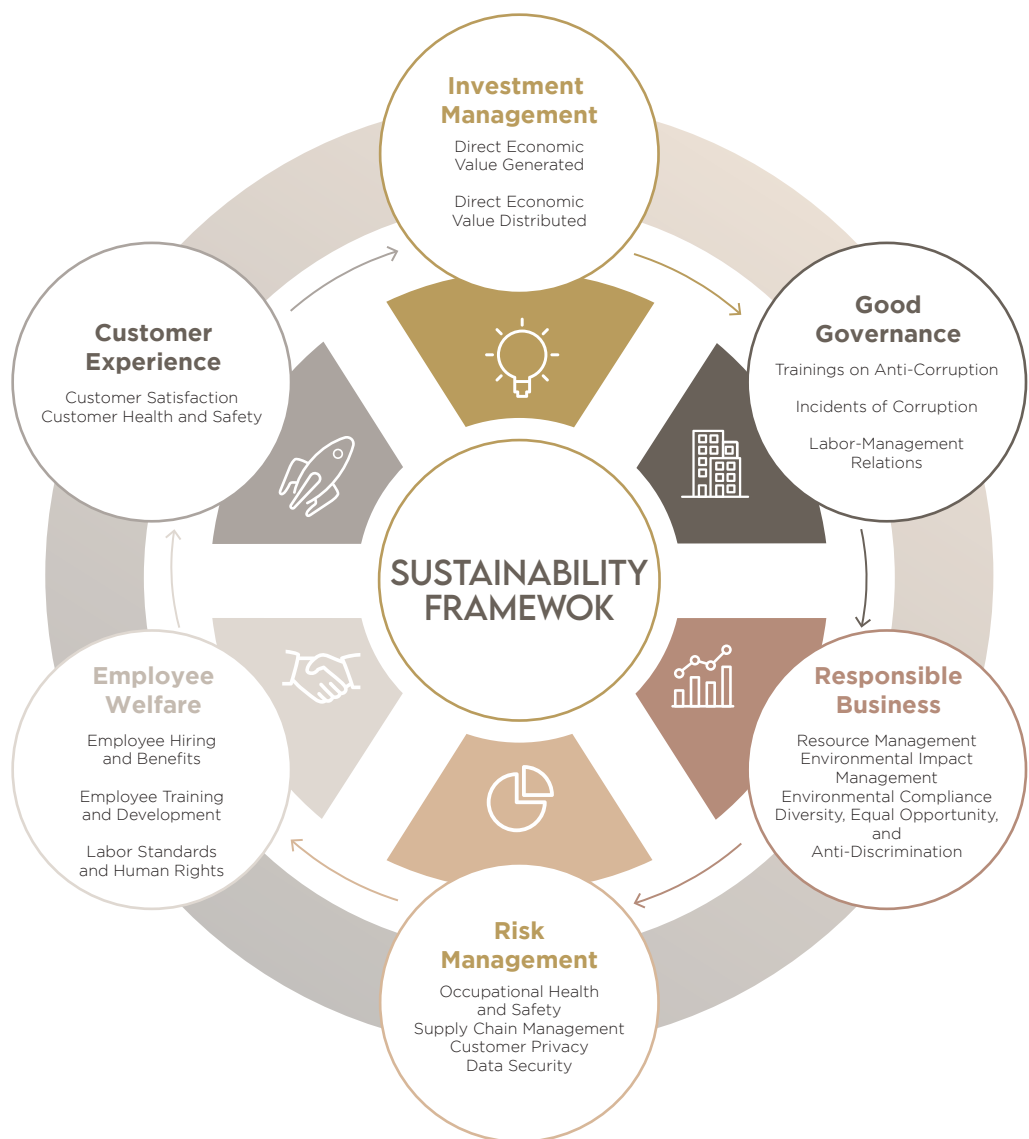 Investment
Management
Direct Economic
Value Generated
Direct Economic
Value Distributed
Good
Governance
Trainings on Anti-Corruption
Incidents of Corruption
Labor-Management
Relations
Responsible
Business
Resource Management
Environmental Impact
Management
Environmental Compliance
Diversity, Equal Opportunity,
and
Anti-Discrimination
Risk
Management
Occupational Health
and Safety
Supply Chain Management
Customer Privacy
Data Security
Employee
Welfare
Employee Hiring
and Benefits
Employee Training
and Development
Labor Standards
and Human Rights
Customer
Experience
Customer Satisfaction
Customer Health and Safety
SUSTAINABILITY
FRAMEWOK